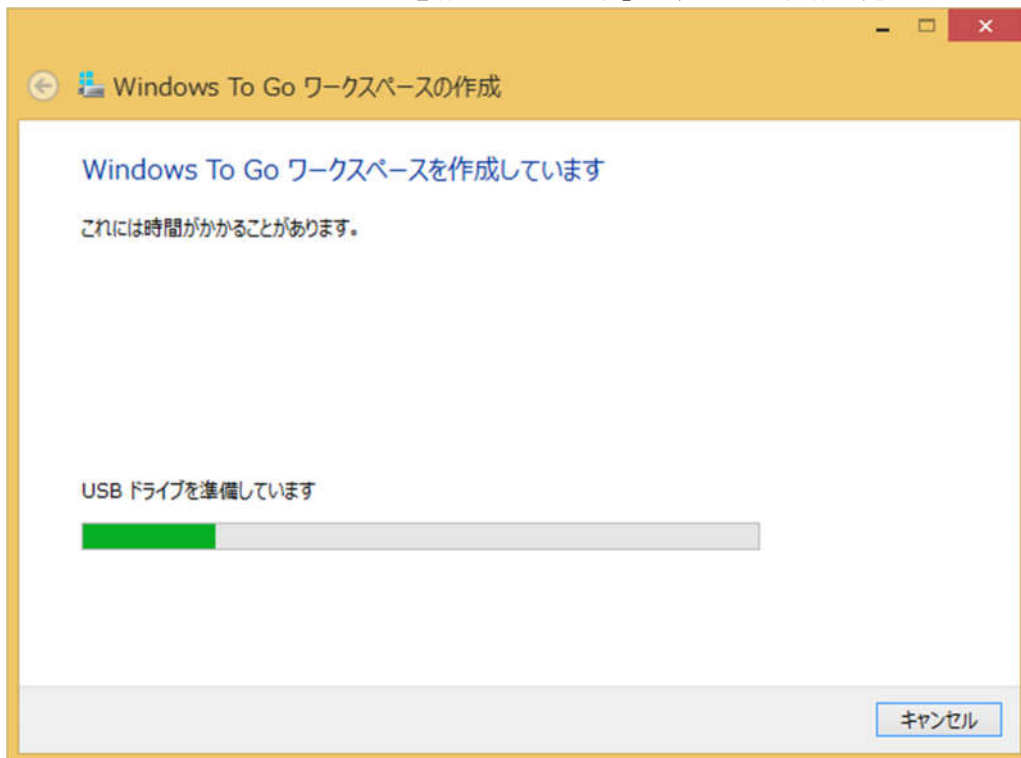 Windows To Go ワークスペースの作成
Windows To Go ワークスペースを作成しています
これには時間がかかることがあります。
USB ドライブを準備しています
キャンセル